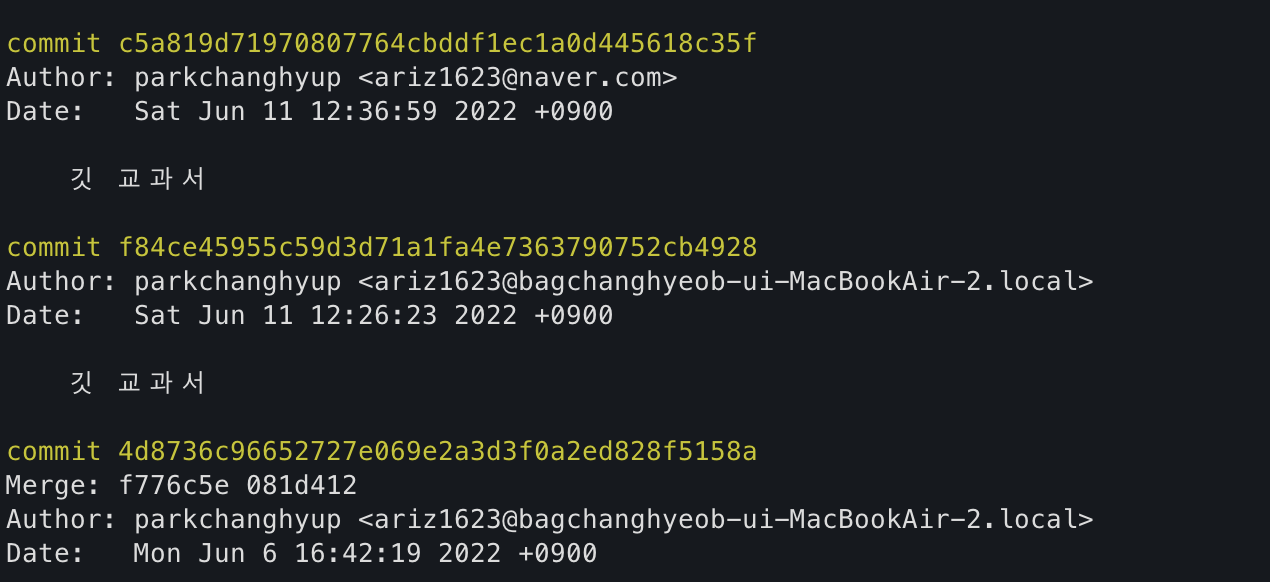 commit c5a819d71970807764cbddf1ec1a0d445618c35f
Author: parkchanghyup <ariz1623@naver.com>
Date:   Sat Jun 11 12:36:59 2022 +0900
깃 교과서
commit f84ce45955c59d3d71a1fa4e7363790752cb4928
Author: parkchanghyup <ariz1623@bagchanghyeob-ui-MacBookAir-2.local>
Date:   Sat Jun 11 12:26:23 2022 +0900
깃 교과서
commit 4d8736c96652727e069e2a3d3f0a2ed828f5158a
Merge: f776c5e 081d412
Author: parkchanghyup <ariz1623@bagchanghyeob-ui-MacBookAir-2.local>
Date:   Mon Jun 6 16:42:19 2022 +0900